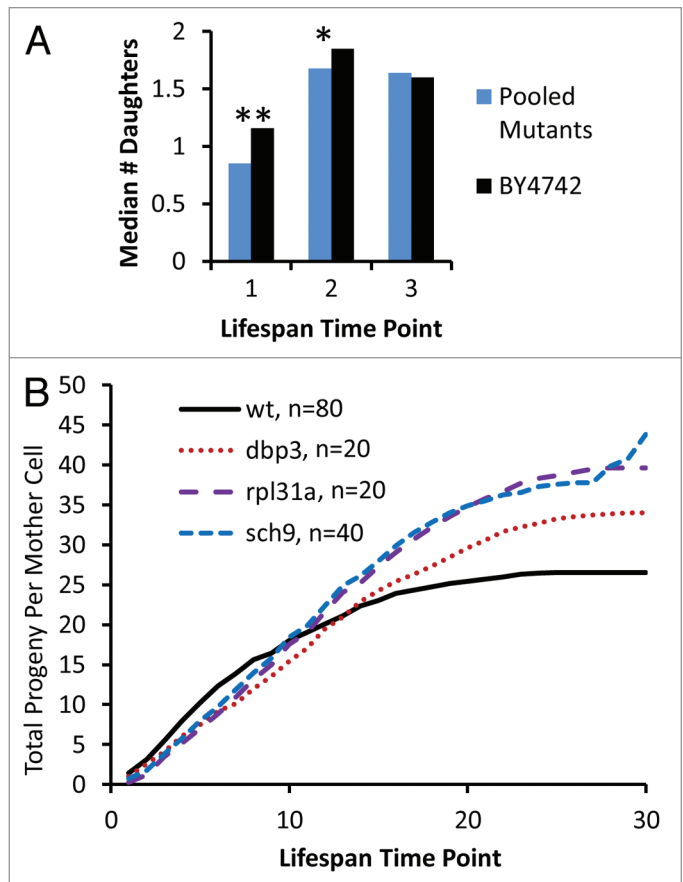 A
Median # Daughters
2
1.5
1
0.5
0
**
*
1 2 3
Lifespan Time Point
Pooled
Mutants
BY4742
B
Total Progeny Per Mother Cell
50
45
40
35
30
25
20
15
10
5
0
wt, n=80
dbp3, n=20
rpl31a, n=20
sch9, n=40
0 10 20 30
Lifespan Time Point